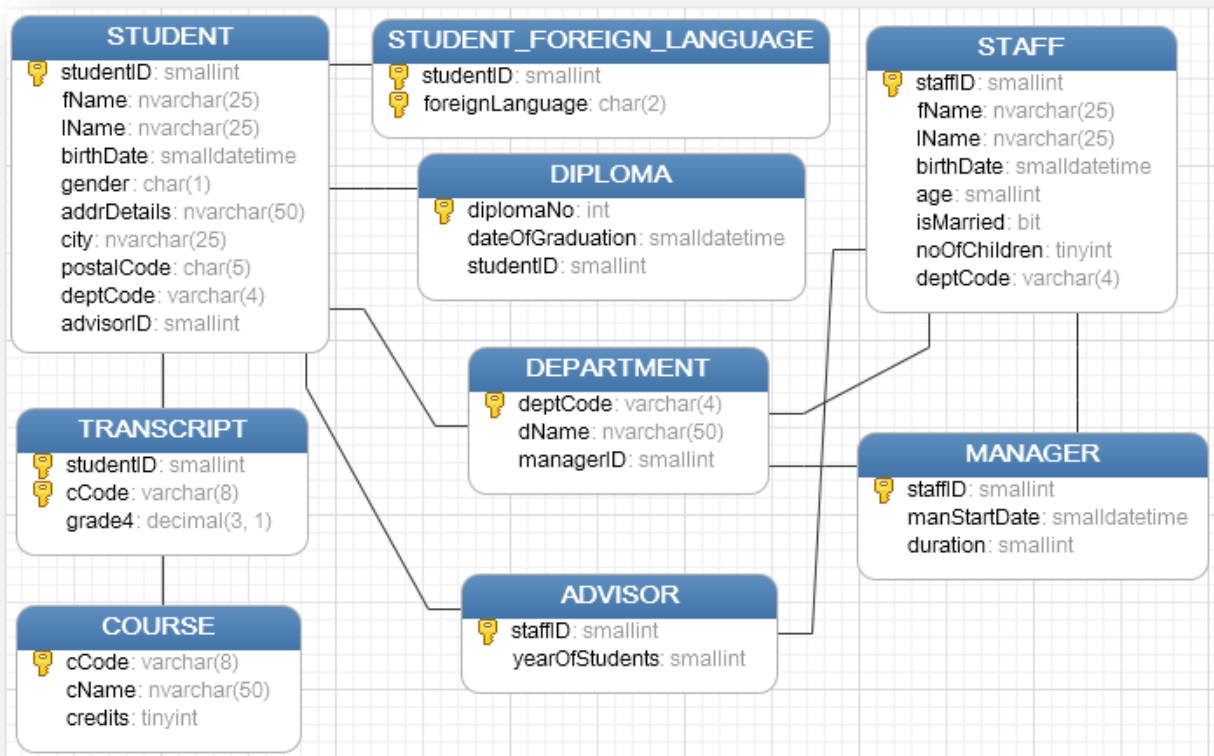 STUDENT
studentID: smallint
fName: nvarchar(25)
lName: nvarchar(25)
birthDate: smalldatetime
gender: char(1)
addrDetails: nvarchar(50)
city: nvarchar(25)
postalCode: char(5)
deptCode: varchar(4)
advisorID: smallint
STUDENT_FOREIGN_LANGUAGE
studentID: smallint
foreignLanguage: char(2)
STAFF
staffID: smallint
fName: nvarchar(25)
lName: nvarchar(25)
birthDate: smalldatetime
age: smallint
isMarried: bit
noOfChildren: tinyint
deptCode: varchar(4)
DIPLOMA
diplomaNo: int
dateOfGraduation: smalldatetime
studentID: smallint
DEPARTMENT
deptCode: varchar(4)
dName: nvarchar(50)
managerID: smallint
TRANSCRIPT
studentID: smallint
cCode: varchar(8)
grade4: decimal(3, 1)
MANAGER
staffID: smallint
manStartDate: smalldatetime
duration: smallint
ADVISOR
staffID: smallint
yearOfStudents: smallint
COURSE
cCode: varchar(8)
cName: nvarchar(50)
credits: tinyint